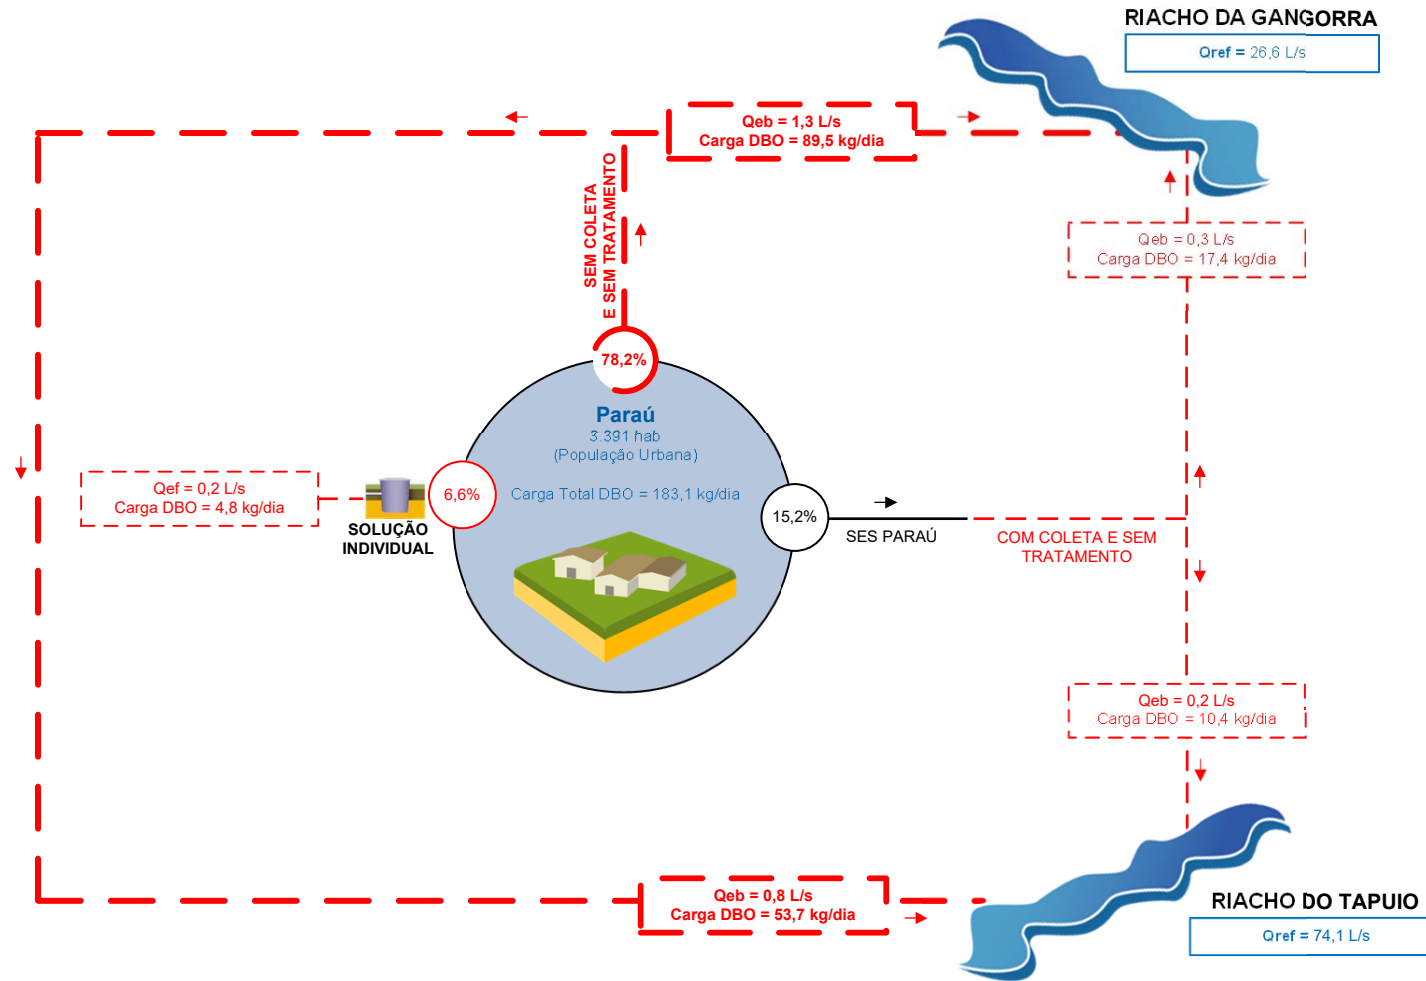 RIACHO DA GANGORRA
Qref = 26,6 L/s
Qeb = 1,3 L/s
Carga DBO = 89,5 kg/dia
SEM COLETA
E SEM TRATAMENTO
Qeb = 0,3 L/s
Carga DBO = 17,4 kg/dia
78,2%
Paraú
3.391 hab
(População Urbana)
Carga Total DBO = 183,1 kg/dia
6,6%
Qef = 0,2 L/s
Carga DBO = 4,8 kg/dia
SOLUÇÃO
INDIVIDUAL
15,2%
SES PARAÚ
COM COLETA E SEM
TRATAMENTO
Qeb = 0,2 L/s
Carga DBO = 10,4 kg/dia
Qeb = 0,8 L/s
Carga DBO = 53,7 kg/dia
RIACHO DO TAPUIO
Qref = 74,1 L/s